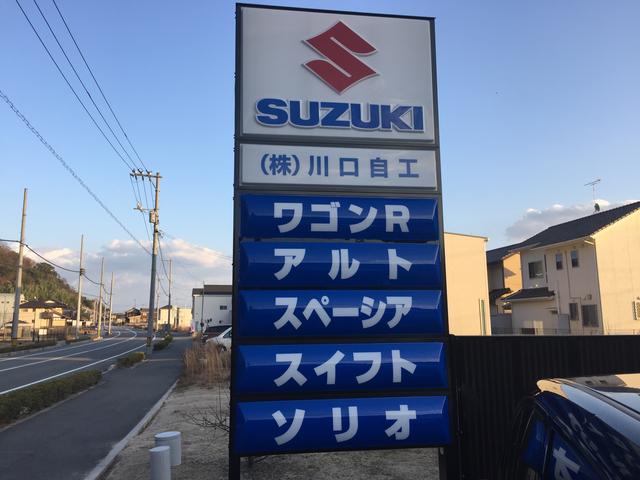 SUZUKI
(株)川口自工
ワゴンR
アルト
スペーシア
スイフト
ソリオ